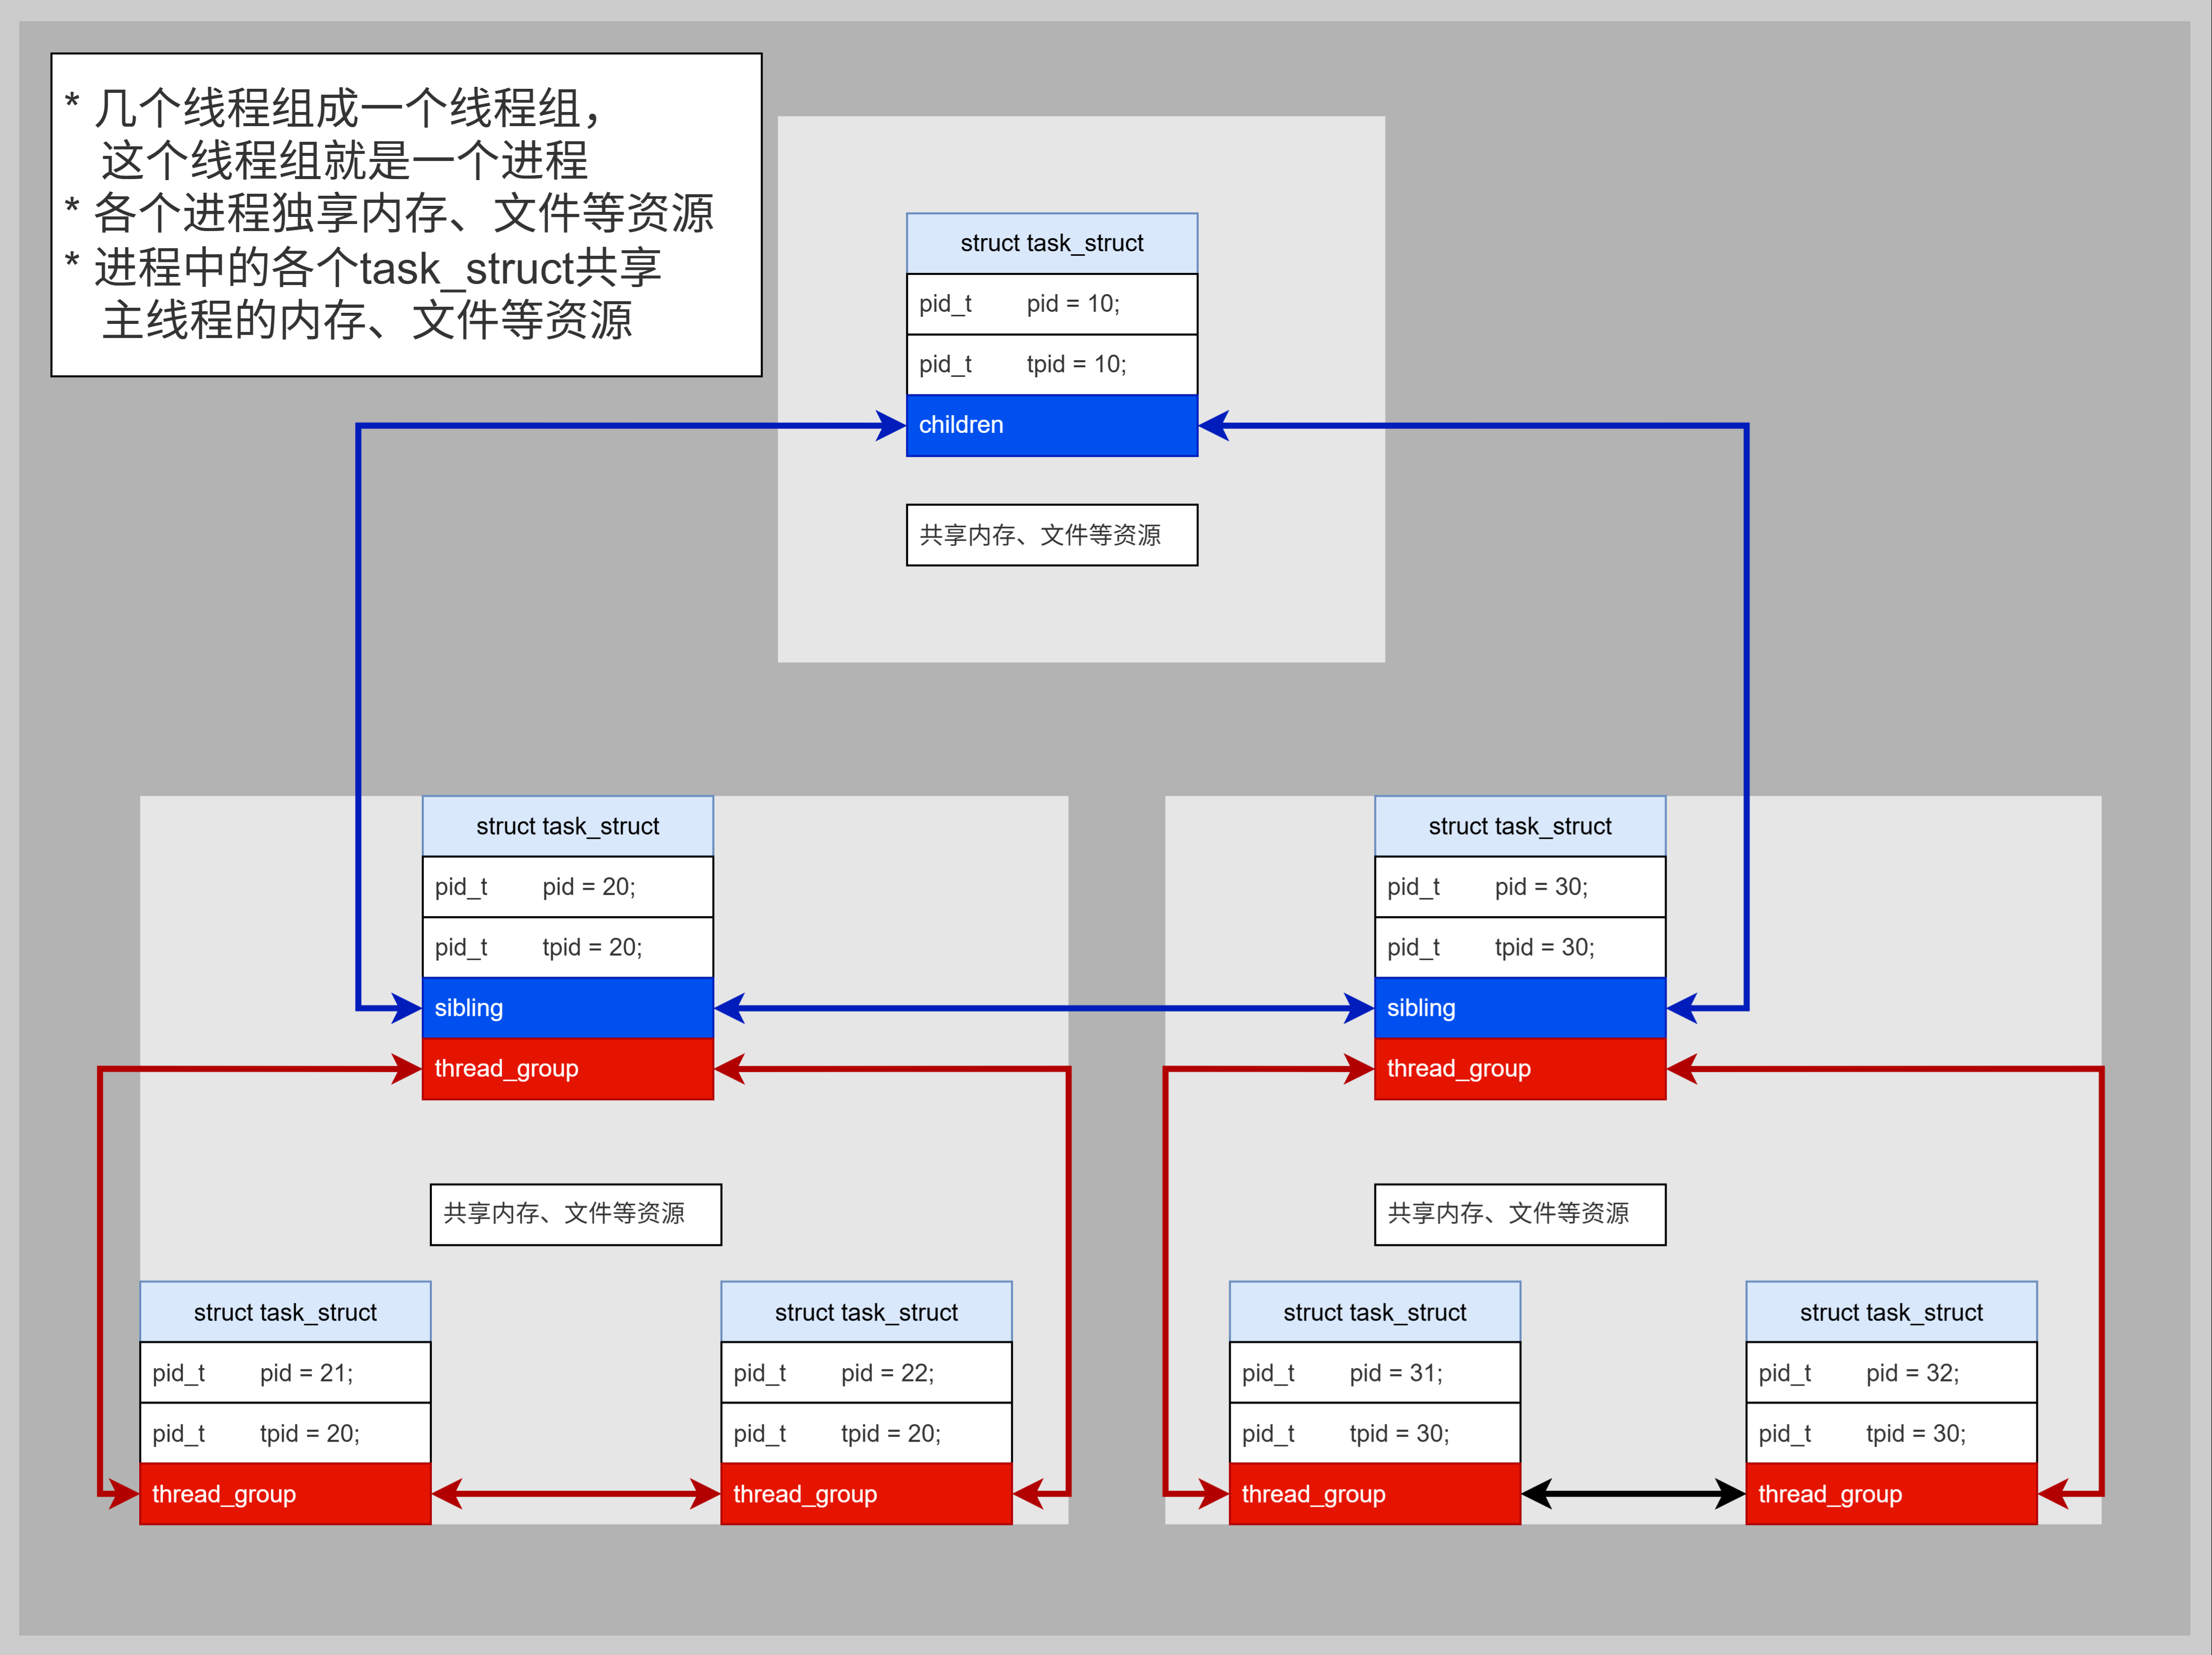 * 几个线程组成一个线程组，
这个线程组就是一个进程
* 各个进程独享内存、文件等资源
* 进程中的各个task_struct共享
主线程的内存、文件等资源
struct task_struct
pid_t pid = 10;
pid_t tpid = 10;
children
共享内存、文件等资源
struct task_struct
pid_t pid = 20;
pid_t tpid = 20;
sibling
thread_group
共享内存、文件等资源
struct task_struct
pid_t pid = 21;
pid_t tpid = 20;
thread_group
struct task_struct
pid_t pid = 22;
pid_t tpid = 20;
thread_group
struct task_struct
pid_t pid = 30;
pid_t tpid = 30;
sibling
thread_group
共享内存、文件等资源
struct task_struct
pid_t pid = 31;
pid_t tpid = 30;
thread_group
struct task_struct
pid_t pid = 32;
pid_t tpid = 30;
thread_group